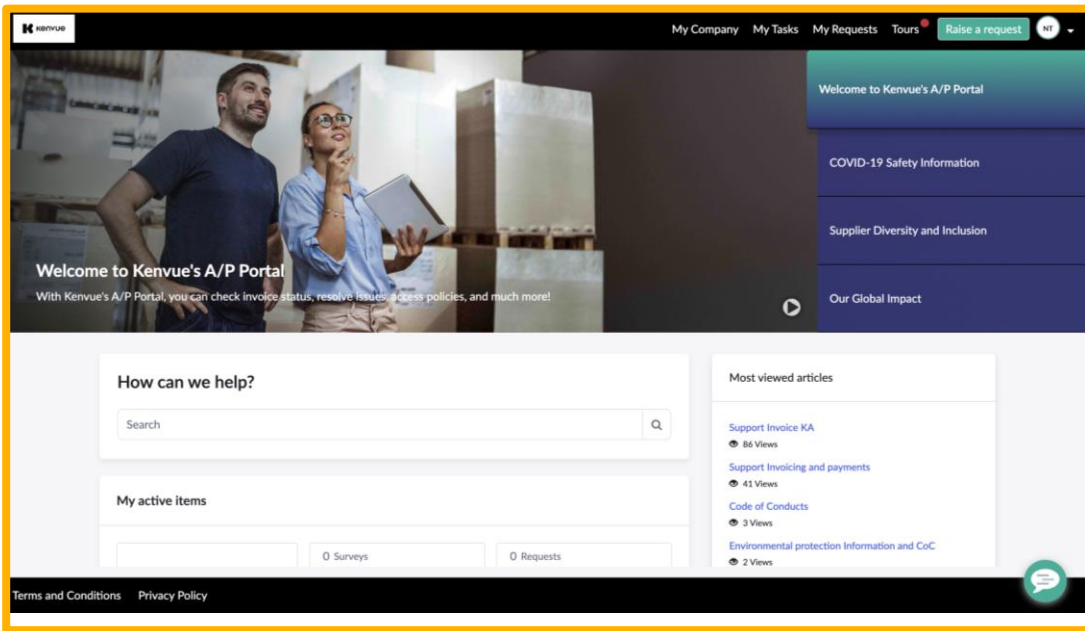 kenvue
My Company My Tasks My Requests Tours Raise a request NT
Welcome to Kenvue's A/P Portal
COVID-19 Safety Information
Supplier Diversity and Inclusion
Our Global Impact
Welcome to Kenvue's A/P Portal
With Kenvue's A/P Portal, you can check invoice status, resolve issues, access policies, and much more!
How can we help?
Search
My active items
0 Surveys
0 Requests
Most viewed articles
Support Invoice KA
86 Views
Support Invoicing and payments
41 Views
Code of Conducts
3 Views
Environmental protection Information and CoC
2 Views
Terms and Conditions Privacy Policy